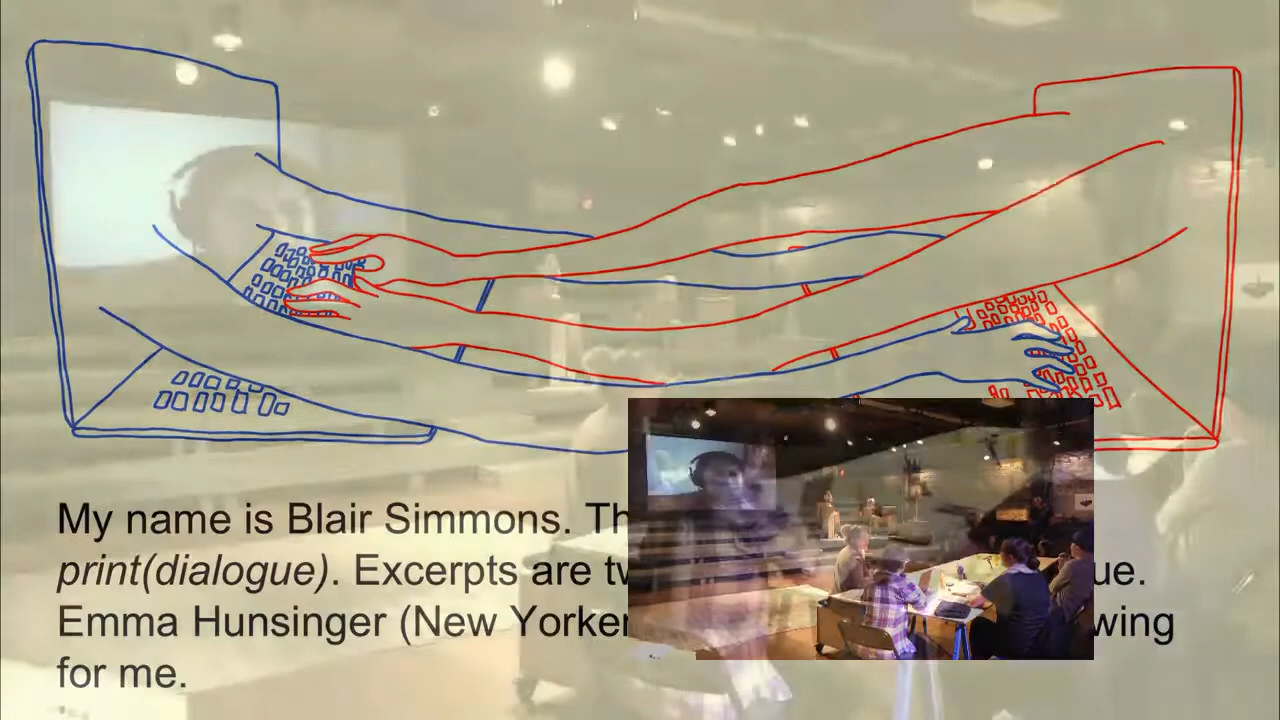 My name is Blair Simmons. Th
print(dialogue). Excerpts are tw
ue.
Emma Hunsinger (New Yorker
wing
for me.